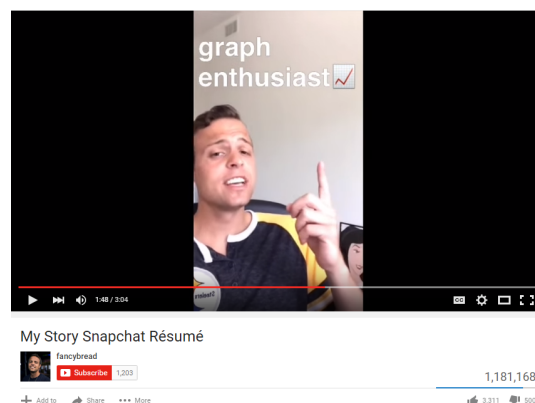 graph
enthusiast
1:48 / 3:04
CC
My Story Snapchat Résumé
fancybread
Subscribe 1,203
1,181,168
Add to Share More 3,311 500